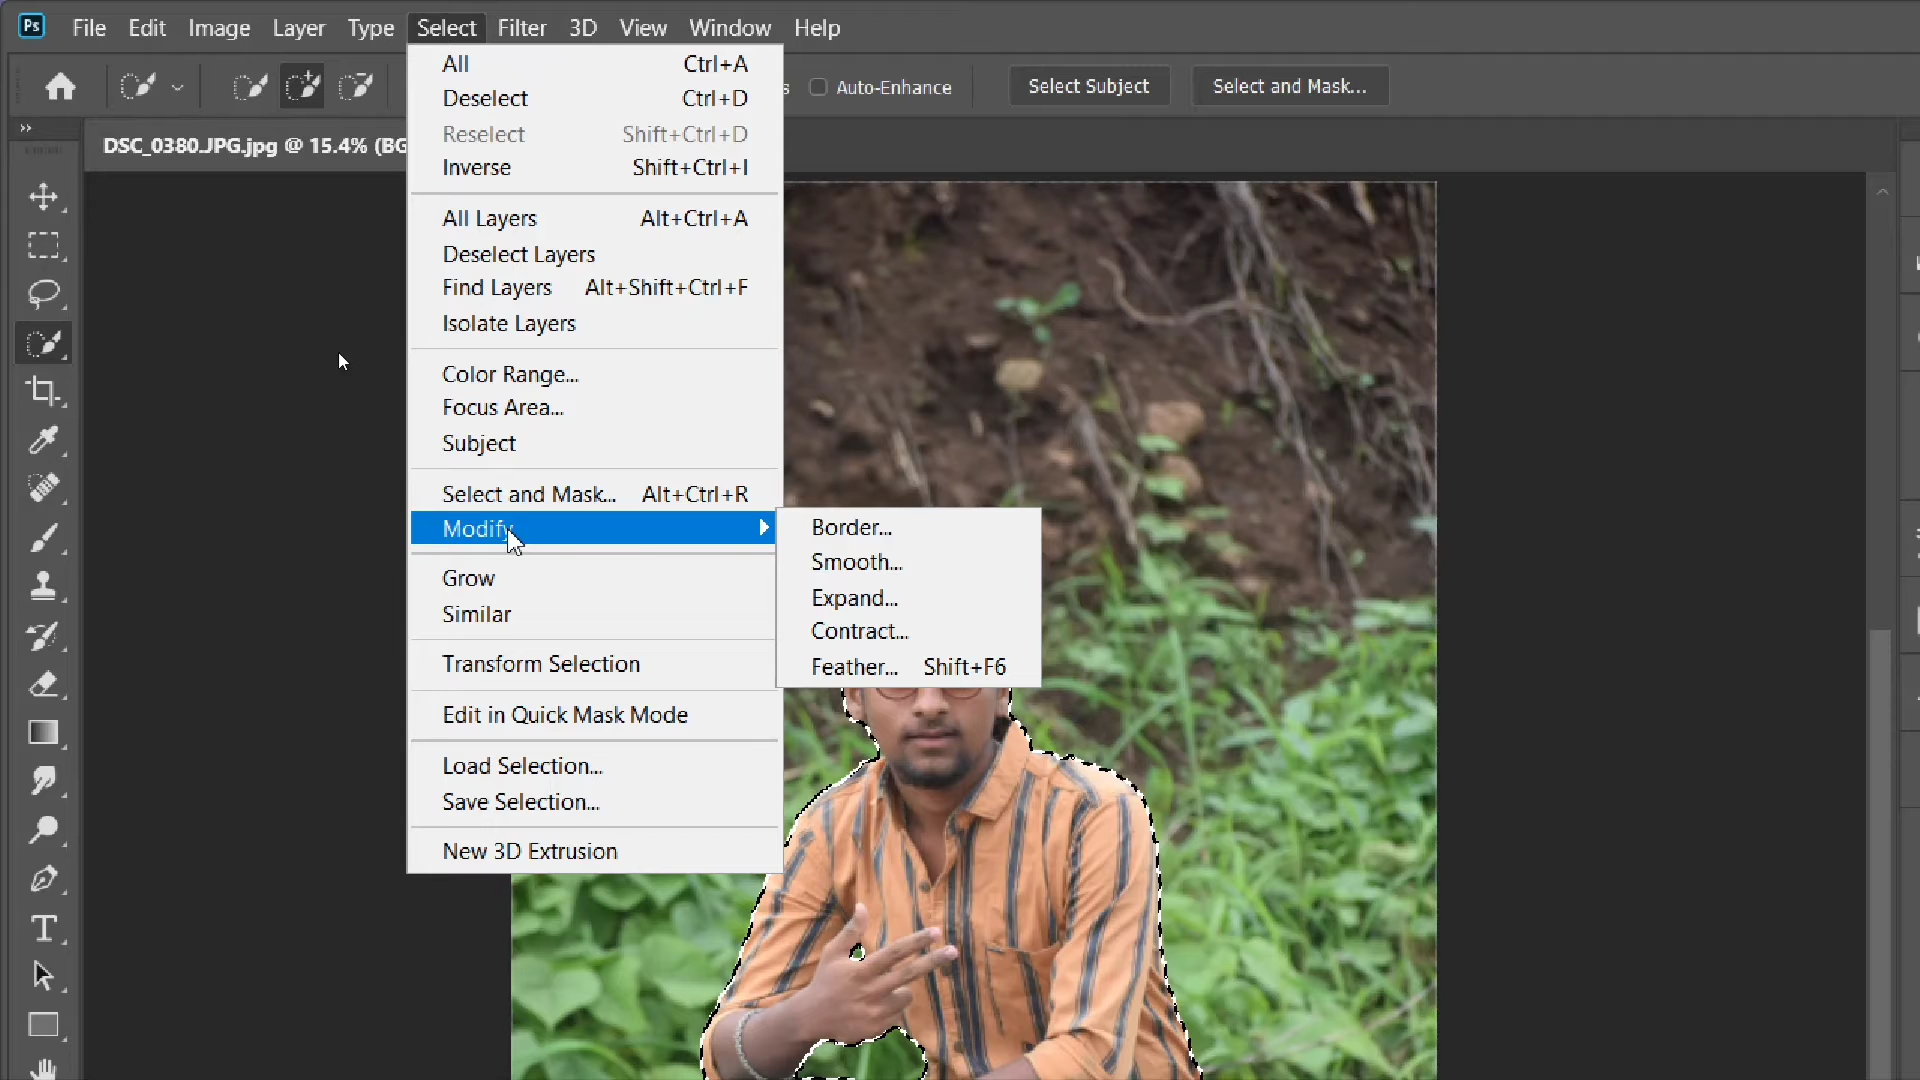 Ps File Edit Image Layer Type Select Filter 3D View Window Help
Auto-Enhance Select Subject Select and Mask...
DSC_0380.JPG.jpg @ 15.4% (BG
All Ctrl+A
Deselect Ctrl+D
Reselect Shift+Ctrl+D
Inverse Shift+Ctrl+I
All Layers Alt+Ctrl+A
Deselect Layers
Find Layers Alt+Shift+Ctrl+F
Isolate Layers
Color Range...
Focus Area...
Subject
Select and Mask... Alt+Ctrl+R
Modify
Border...
Smooth...
Expand...
Contract...
Feather... Shift+F6
Grow
Similar
Transform Selection
Edit in Quick Mask Mode
Load Selection...
Save Selection...
New 3D Extrusion